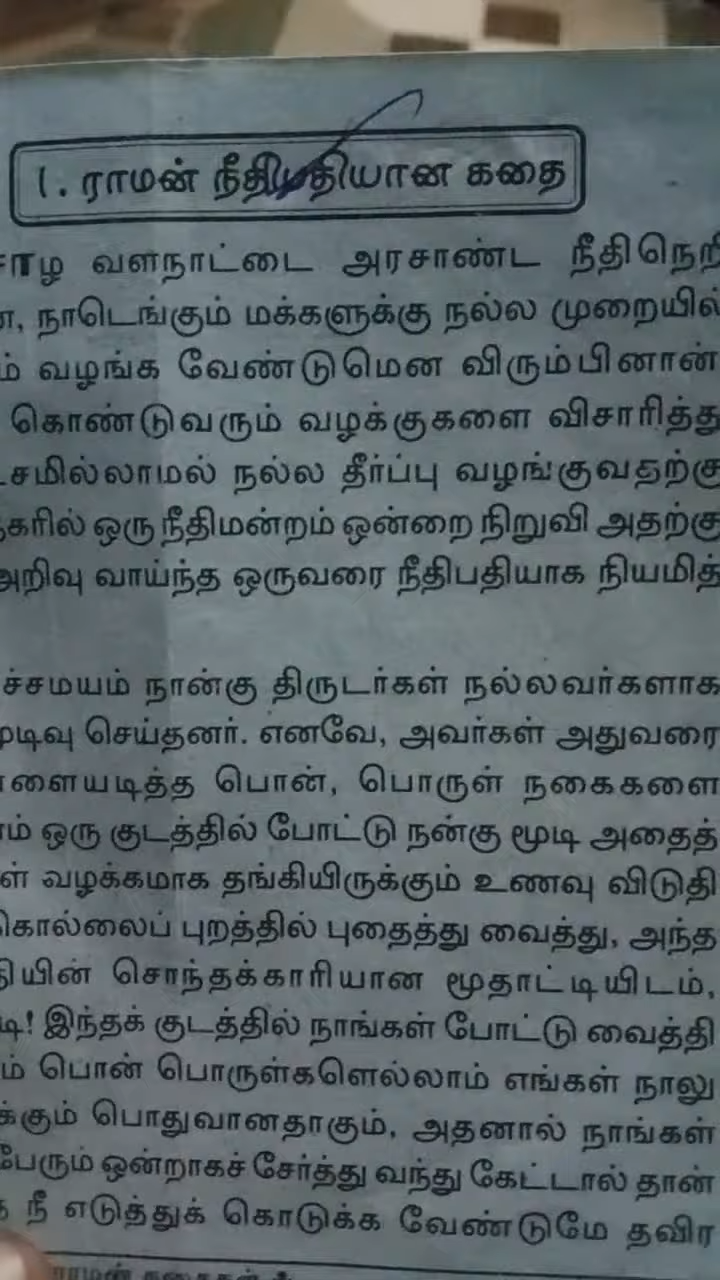 1. ராமன் நீதிபதியான கதை
வளநாட்டை அரசாண்ட நீதிநெறி
நாடெங்கும் மக்களுக்கு நல்ல முறையில்
வழங்க வேண்டுமென விரும்பினான்
கொண்டுவரும் வழக்குகளை விசாரித்து
நல்ல தீர்ப்பு வழங்குவதற்கு
ஒரு நீதிமன்றம் ஒன்றை நிறுவி அதற்கு
அறிவு வாய்ந்த ஒருவரை நீதிபதியாக நியமித்
நான்கு திருடர்கள் நல்லவர்களாக
முடிவு செய்தனர். எனவே, அவர்கள் அதுவரை
பொன், பொருள் நகைகளை
ஒரு குடத்தில் போட்டு நன்கு மூடி அதைத்
வழக்கமாக தங்கியிருக்கும் உணவு விடுதி
கொல்லைப் புறத்தில் புதைத்து வைத்து, அந்த
சொந்தக்காரியான மூதாட்டியிடம்,
இந்தக் குடத்தில் நாங்கள் போட்டு வைத்தி
பொன் பொருள்களெல்லாம் எங்கள் நாலு
பொதுவானதாகும், அதனால் நாங்கள்
பேரும் ஒன்றாகச் சேர்த்து வந்து கேட்டால் தான்
நீ எடுத்துக் கொடுக்க வேண்டுமே தவிர